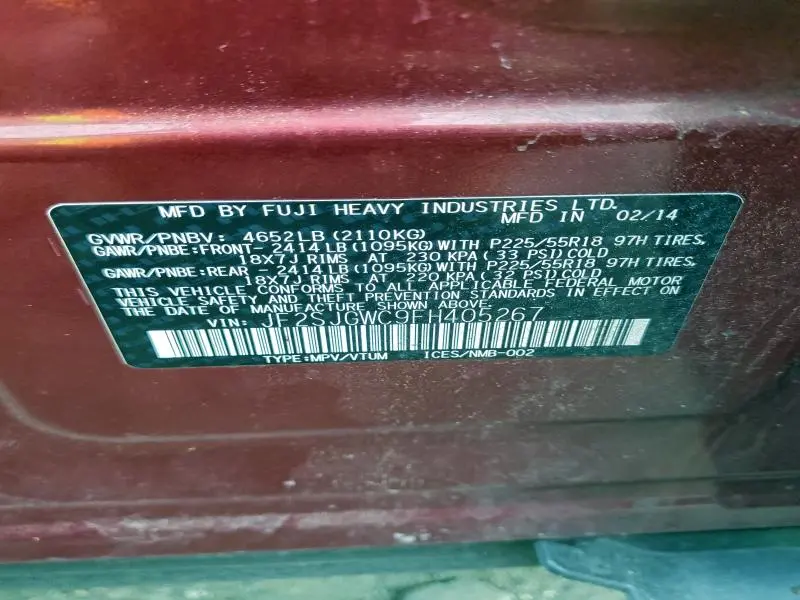 MFD BY FUJI HEAVY INDUSTRIES LTD.
MFD IN 02/14
GVWR/PNBV: 4652LB (2110KG)
GAWR/PNBE: FRONT- 2414LB (1095KG) WITH P225/55R18 97H TIRES,
18X7J RIMS AT 230 KPA (33 PSI) COLD
GAWR/PNBE: REAR - 2414LB (1095KG) WITH P225/55R18 97H TIRES,
18X7J RIMS AT 220 KPA (32 PSI) COLD
THIS VEHICLE CONFORMS TO ALL APPLICABLE FEDERAL MOTOR
VEHICLE SAFETY AND THEFT PREVENTION STANDARDS IN EFFECT ON
THE DATE OF MANUFACTURE SHOWN ABOVE.
VIN: JF2SJGWC9FH405267
TYPE:MPV/VTUM ICES/NMB-002